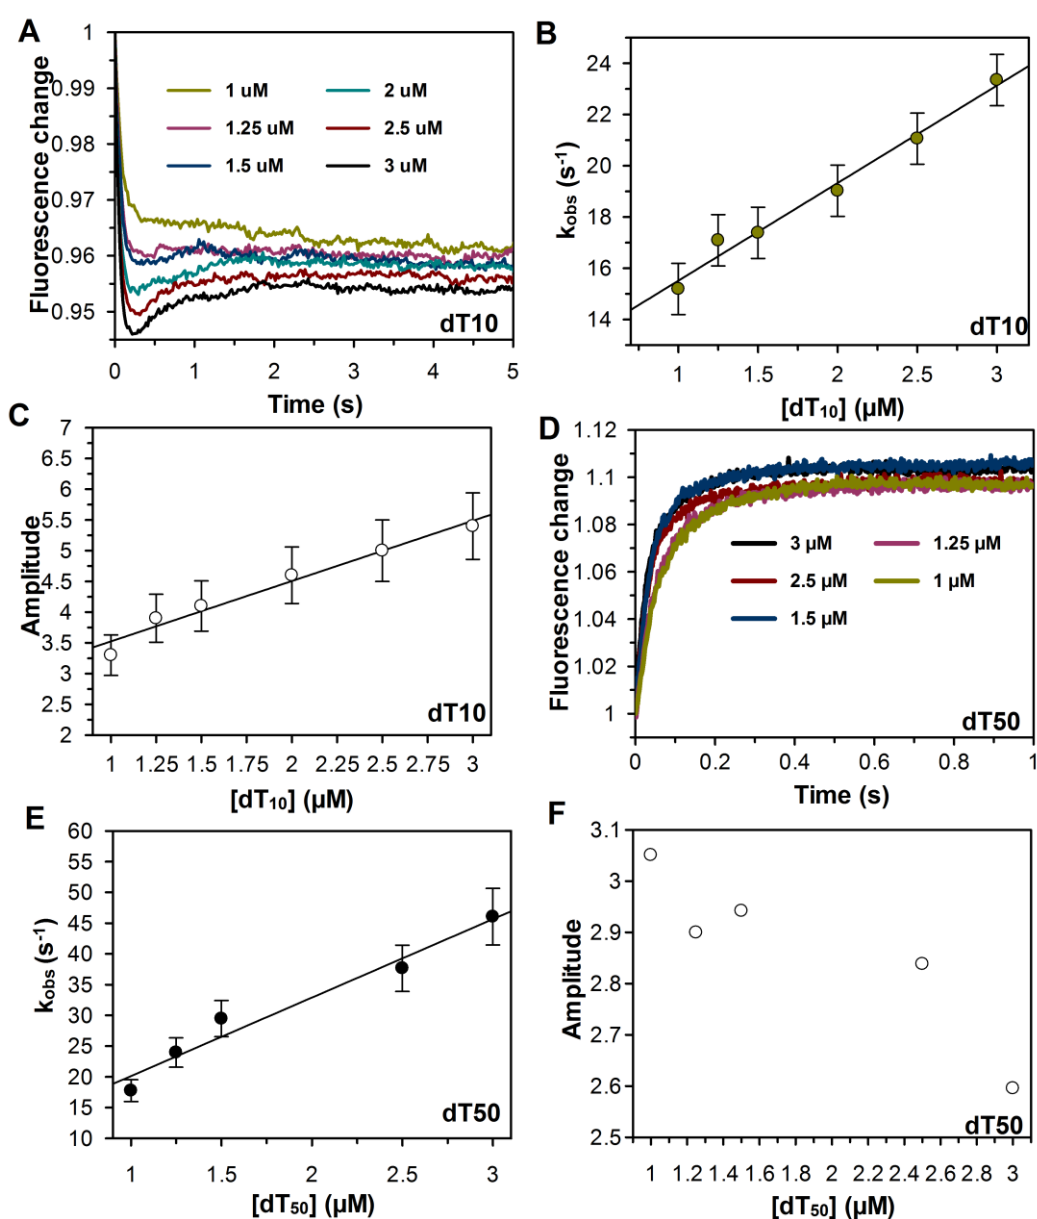 A
Fluorescence change
1
0.99
0.98
0.97
0.96
0.95
1 uM
1.25 uM
1.5 uM
2 uM
2.5 uM
3 uM
dT10
0 1 2 3 4 5
Time (s)
B
kobs (s-1)
24
22
20
18
16
14
dT10
1 1.5 2 2.5 3
[dT10] (µM)
C
Amplitude
7
6.5
6
5.5
5
4.5
4
3.5
3
2.5
2
dT10
1 1.25 1.5 1.75 2 2.25 2.5 2.75 3
[dT10] (µM)
D
Fluorescence change
1.12
1.1
1.08
1.06
1.04
1.02
1
3 µM
2.5 µM
1.5 µM
1.25 µM
1 µM
dT50
0 0.2 0.4 0.6 0.8 1
Time (s)
E
kobs (s-1)
60
55
50
45
40
35
30
25
20
15
10
dT50
1 1.5 2 2.5 3
[dT50] (µM)
F
Amplitude
3.1
3
2.9
2.8
2.7
2.6
2.5
dT50
1 1.2 1.4 1.6 1.8 2 2.2 2.4 2.6 2.8 3
[dT50] (µM)